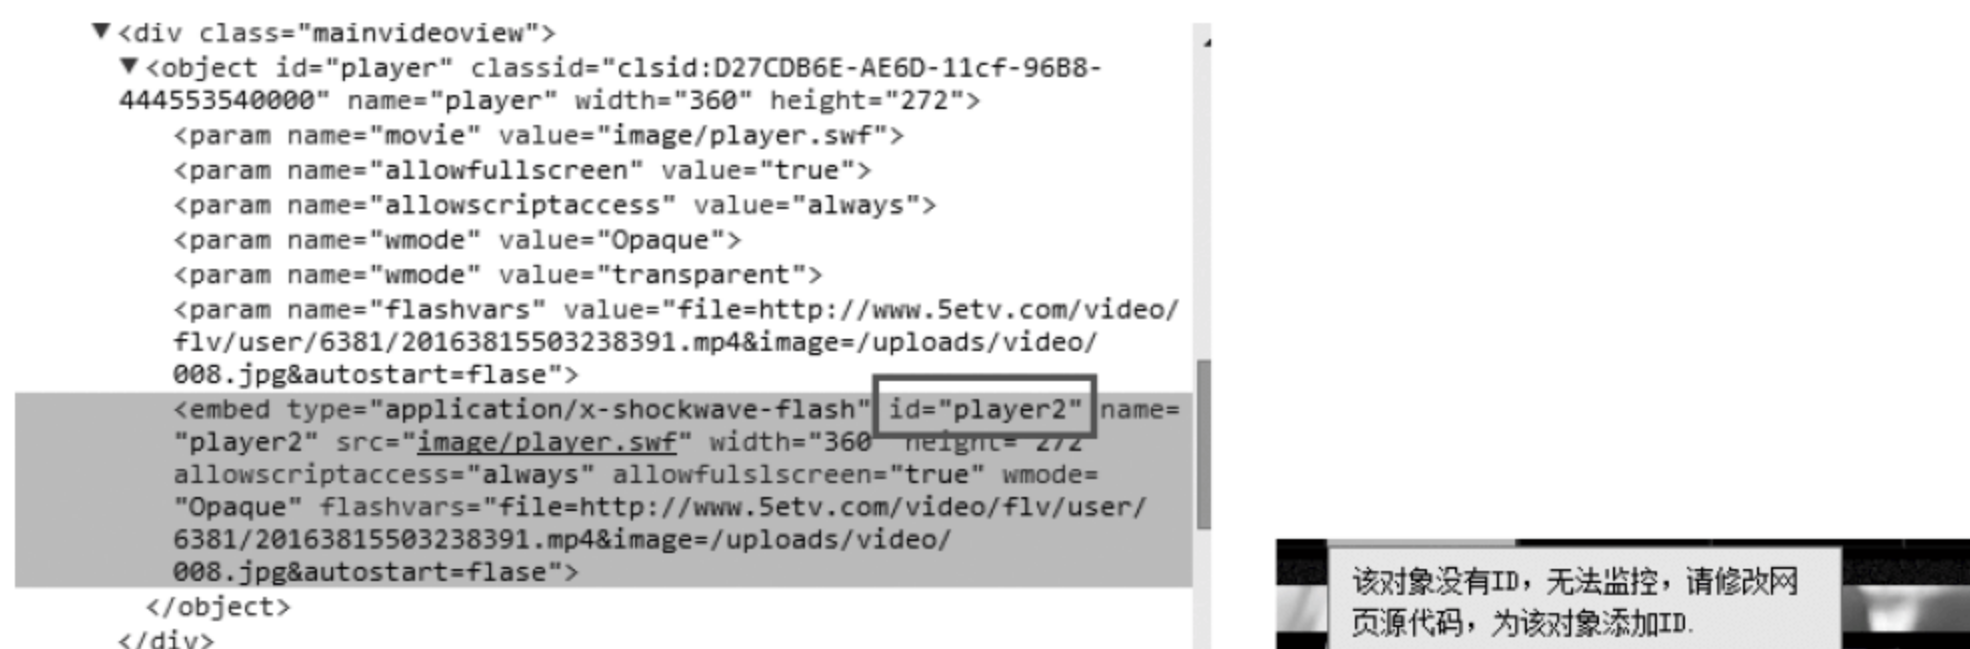 ▼<div class="mainvideoview">
▼<object id="player" classid="clsid:D27CDB6E-AE6D-11cf-96B8-
444553540000" name="player" width="360" height="272">
<param name="movie" value="image/player.swf">
<param name="allowfullscreen" value="true">
<param name="allowscriptaccess" value="always">
<param name="wmode" value="Opaque">
<param name="wmode" value="transparent">
<param name="flashvars" value="file=http://www.5etv.com/video/
flv/user/6381/20163815503238391.mp4&image=/uploads/video/
008.jpg&autostart=flase">
<embed type="application/x-shockwave-flash" id="player2" name=
"player2" src="image/player.swf" width="360" height="272"
allowscriptaccess="always" allowfulslscreen="true" wmode=
"Opaque" flashvars="file=http://www.5etv.com/video/flv/user/
6381/20163815503238391.mp4&image=/uploads/video/
008.jpg&autostart=flase">
</object>
</div>
该对象没有ID，无法监控，请修改网
页源代码，为该对象添加ID.